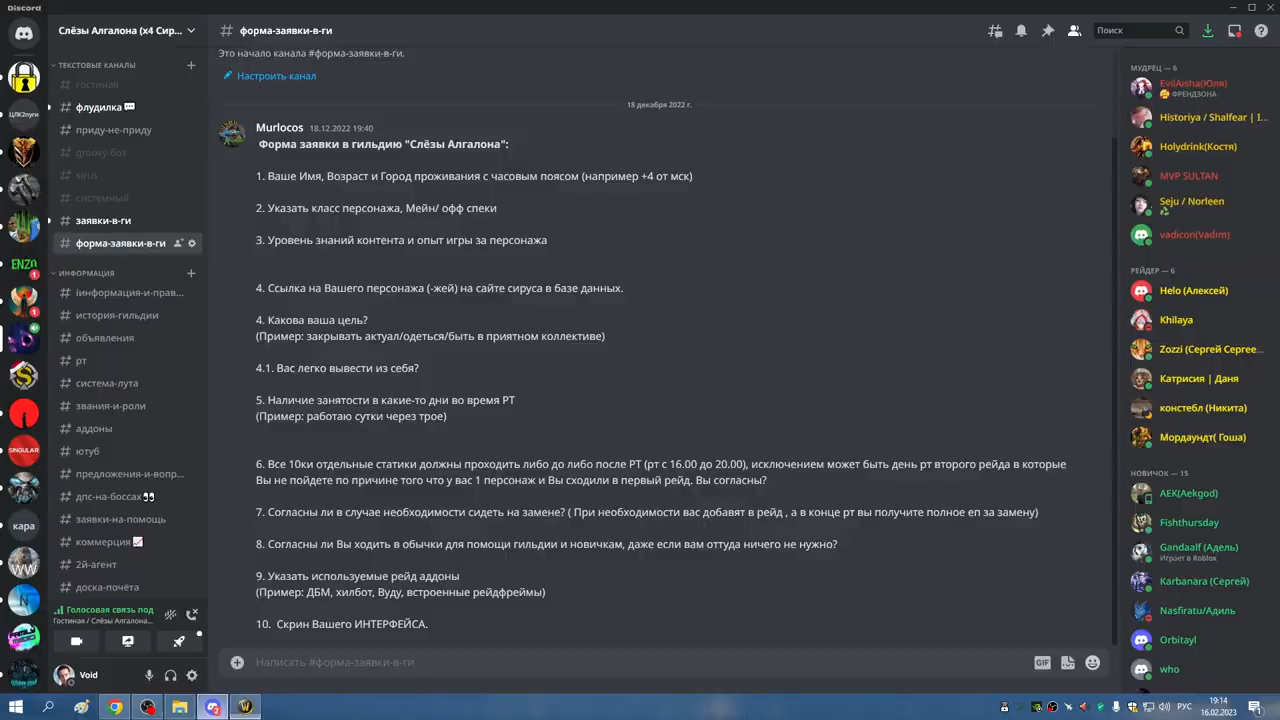 Слёзы Алгалона (x4 Сир...
# форма-заявки-в-ги
Поиск
ТЕКСТОВЫЕ КАНАЛЫ
гостиная
флудилка
приду-не-приду
groovy-бот
sirus
системный
заявки-в-ги
форма-заявки-в-ги
ИНФОРМАЦИЯ
информация-и-прав...
история-гильдии
объявления
рт
система-лута
звания-и-роли
аддоны
ютуб
предложения-и-вопр...
дпс-на-боссах
заявки-на-помощь
коммерция
2й-агент
доска-почёта
Голосовая связь под
Гостиная / Слёзы Алгалона...
Void
ЦЛК2пуги
ENZO
1
1
SINGULAR
кара
Это начало канала #форма-заявки-в-ги.
Настроить канал
18 декабря 2022 г.
Murlocos 18.12.2022 19:40
Форма заявки в гильдию "Слёзы Алгалона":
1. Ваше Имя, Возраст и Город проживания с часовым поясом (например +4 от мск)
2. Указать класс персонажа, Мейн/ офф спеки
3. Уровень знаний контента и опыт игры за персонажа
4. Ссылка на Вашего персонажа (-жей) на сайте сируса в базе данных.
4. Какова ваша цель?
(Пример: закрывать актуал/одеться/быть в приятном коллективе)
4.1. Вас легко вывести из себя?
5. Наличие занятости в какие-то дни во время РТ
(Пример: работаю сутки через трое)
6. Все 10ки отдельные статики должны проходить либо до либо после РТ (рт с 16.00 до 20.00), исключением может быть день рт второго рейда в которые
Вы не пойдете по причине того что у вас 1 персонаж и Вы сходили в первый рейд. Вы согласны?
7. Согласны ли в случае необходимости сидеть на замене? ( При необходимости вас добавят в рейд , а в конце рт вы получите полное еп за замену)
8. Согласны ли Вы ходить в обычки для помощи гильдии и новичкам, даже если вам оттуда ничего не нужно?
9. Указать используемые рейд аддоны
(Пример: ДБМ, хилбот, Вуду, встроенные рейдфреймы)
10. Скрин Вашего ИНТЕРФЕЙСА.
Написать #форма-заявки-в-ги
GIF
МУДРЕЦ — 6
EvilAisha(Юля)
ФРЕНДЗОНА
Historiya / Shalfear | I...
Holydrink(Костя)
MVP SULTAN
Seju / Norleen
vadicon(Vadim)
РЕЙДЕР — 6
Helo (Алексей)
Khilaya
Zozzi (Сергей Сергее...
Катрисия | Даня
констебл (Никита)
Мордаундт( Гоша)
НОВИЧОК — 15
АЕК(Aekgod)
Fishthursday
Gandaalf (Адель)
Играет в Roblox
Karbanara (Сергей)
Nasfiratu/Адиль
Orbitayl
who
РУС
19:14
16.02.2023